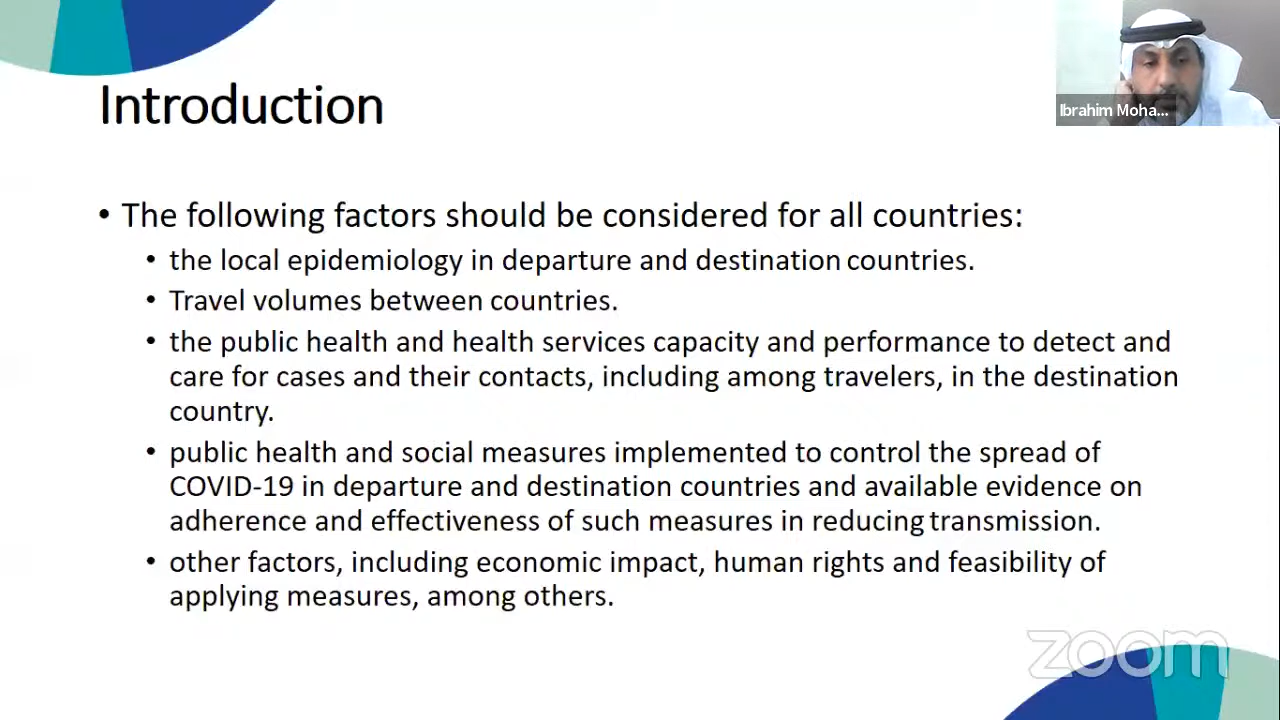 Introduction
Ibrahim Moha...
• The following factors should be considered for all countries:
• the local epidemiology in departure and destination countries.
• Travel volumes between countries.
• the public health and health services capacity and performance to detect and
care for cases and their contacts, including among travelers, in the destination
country.
• public health and social measures implemented to control the spread of
COVID-19 in departure and destination countries and available evidence on
adherence and effectiveness of such measures in reducing transmission.
• other factors, including economic impact, human rights and feasibility of
applying measures, among others.
zoom